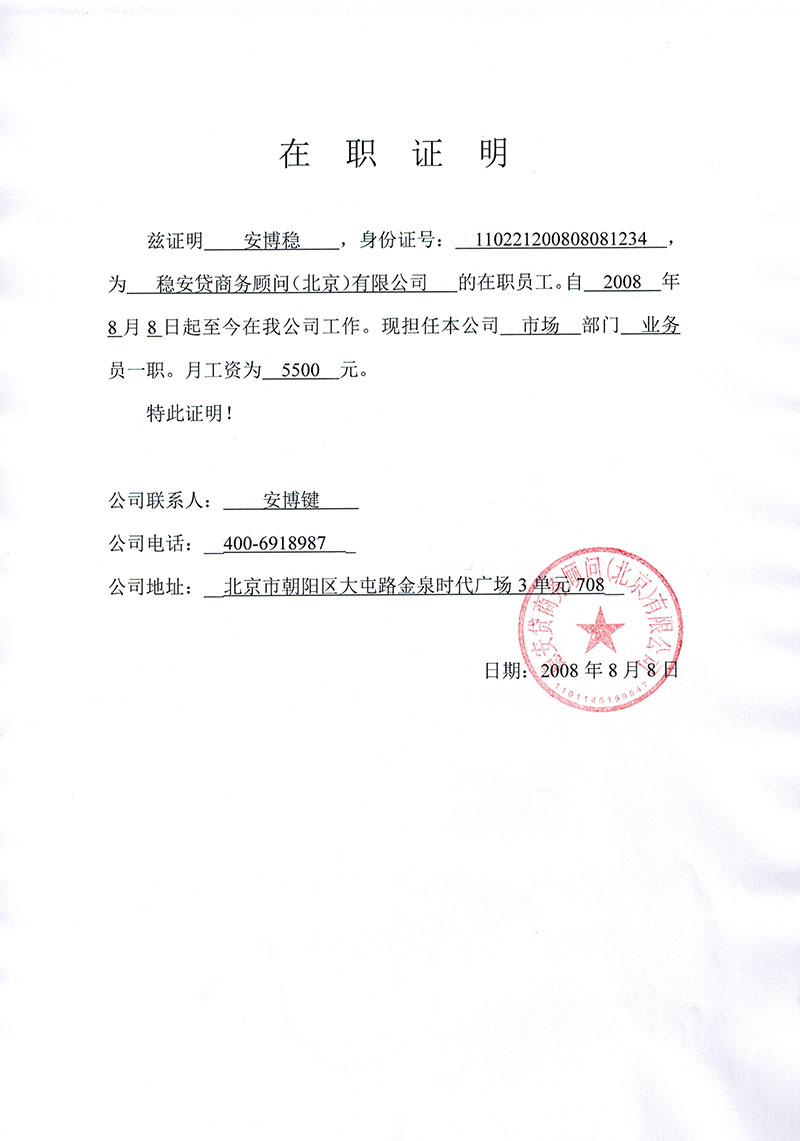 在 职 证 明
兹证明 安博稳 ，身份证号： 110221200808081234 ，
为 稳安贷商务顾问（北京）有限公司 的在职员工。自 2008 年
8 月 8 日起至今在我公司工作。现担任本公司 市场 部门 业务
员一职。月工资为 5500 元。
特此证明！
公司联系人： 安博键
公司电话： 400-6918987
公司地址： 北京市朝阳区大屯路金泉时代广场 3 单元 708
稳安贷商务顾问（北京）有限公司
日期：2008 年 8 月 8 日